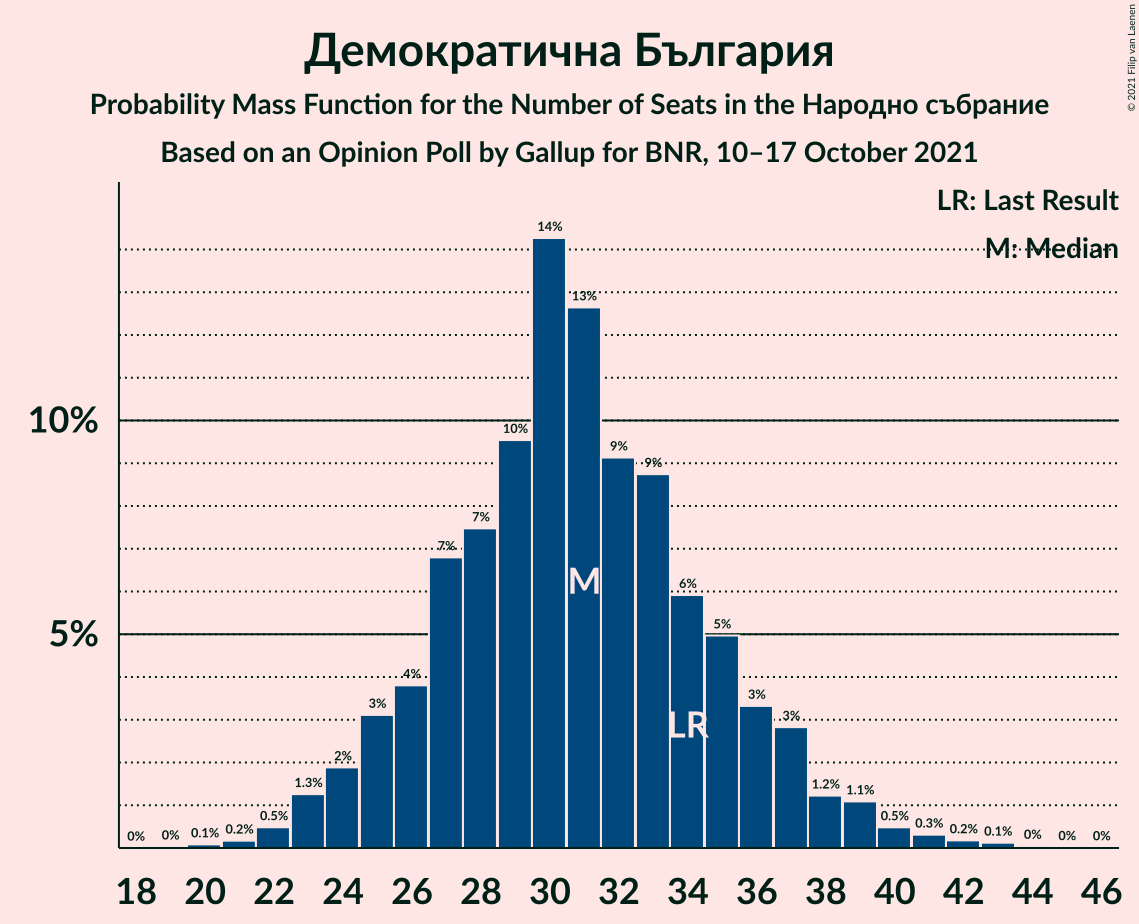 Демократична България
Probability Mass Function for the Number of Seats in the Народно събрание
Based on an Opinion Poll by Gallup for BNR, 10–17 October 2021
© 2021 Filip van Laenen
LR: Last Result
M: Median
10%
5%
0% 0% 0.1% 0.2% 0.5% 1.3% 2% 3% 4% 7% 7% 10% 14% 13% 9% 9% 6% 5% 3% 3% 1.2% 1.1% 0.5% 0.3% 0.2% 0.1% 0% 0% 0%
M
LR
18 20 22 24 26 28 30 32 34 36 38 40 42 44 46